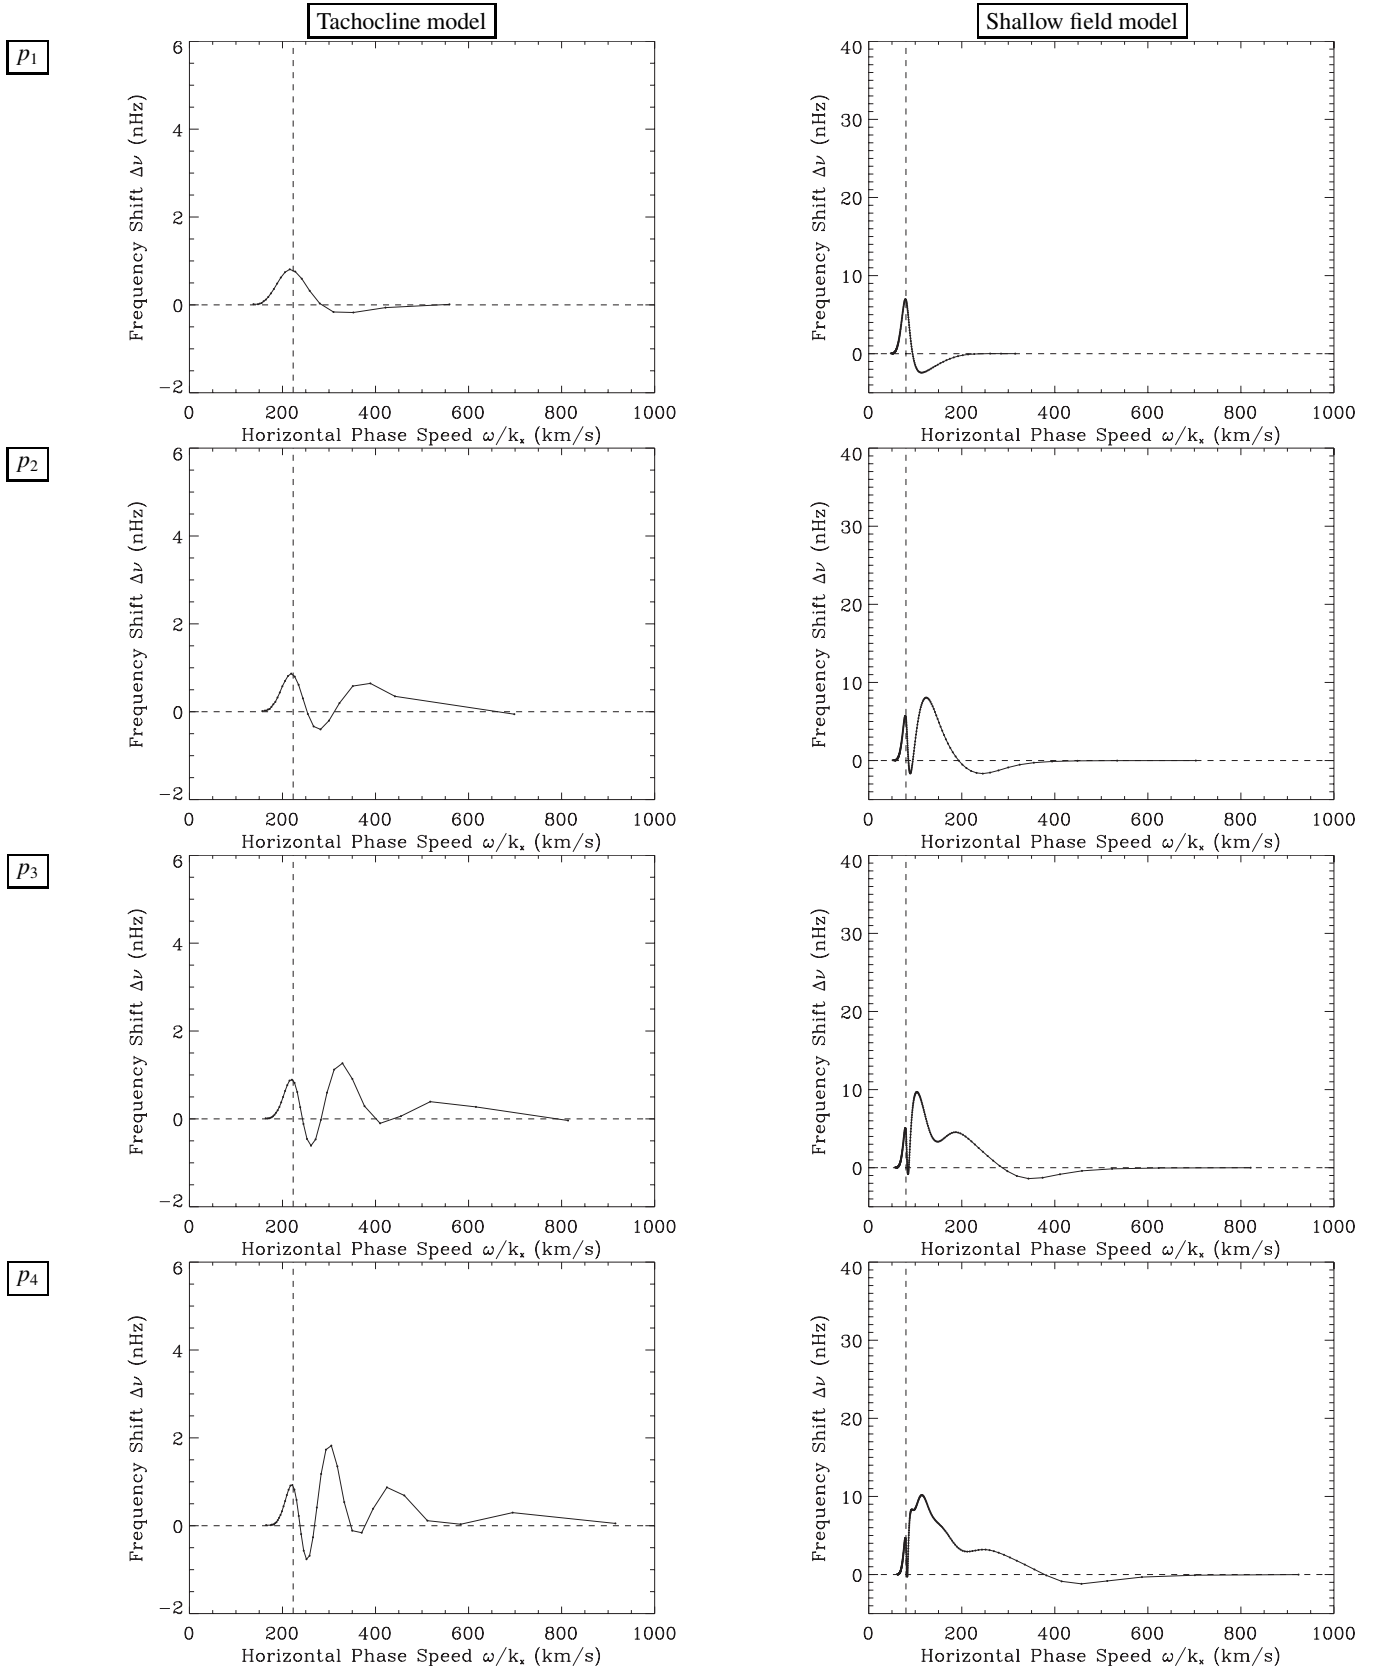 Tachocline model
Shallow field model
p1
6
4
2
0
−2
Frequency Shift Δν (nHz)
0 200 400 600 800 1000
Horizontal Phase Speed ω/kx (km/s)
40
30
20
10
0
Frequency Shift Δν (nHz)
0 200 400 600 800 1000
Horizontal Phase Speed ω/kx (km/s)
p2
6
4
2
0
−2
Frequency Shift Δν (nHz)
0 200 400 600 800 1000
Horizontal Phase Speed ω/kx (km/s)
40
30
20
10
0
Frequency Shift Δν (nHz)
0 200 400 600 800 1000
Horizontal Phase Speed ω/kx (km/s)
p3
6
4
2
0
−2
Frequency Shift Δν (nHz)
0 200 400 600 800 1000
Horizontal Phase Speed ω/kx (km/s)
40
30
20
10
0
Frequency Shift Δν (nHz)
0 200 400 600 800 1000
Horizontal Phase Speed ω/kx (km/s)
p4
6
4
2
0
−2
Frequency Shift Δν (nHz)
0 200 400 600 800 1000
Horizontal Phase Speed ω/kx (km/s)
40
30
20
10
0
Frequency Shift Δν (nHz)
0 200 400 600 800 1000
Horizontal Phase Speed ω/kx (km/s)